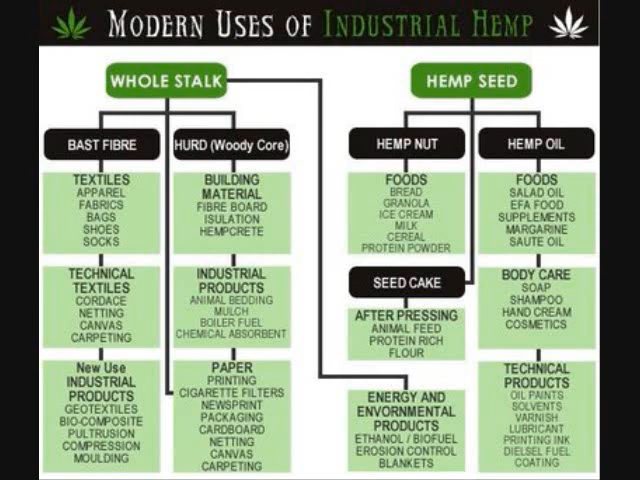 MODERN USES OF INDUSTRIAL HEMP
WHOLE STALK
BAST FIBRE
TEXTILES
APPAREL
FABRICS
BAGS
SHOES
SOCKS
TECHNICAL
TEXTILES
CORDACE
NETTING
CANVAS
CARPETING
New Use
INDUSTRIAL
PRODUCTS
GEOTEXTILES
BIO-COMPOSITE
PULTRUSION
COMPRESSION
MOULDING
HURD (Woody Core)
BUILDING
MATERIAL
FIBRE BOARD
ISULATION
HEMPCRETE
INDUSTRIAL
PRODUCTS
ANIMAL BEDDING
MULCH
BOILER FUEL
CHEMICAL ABSORBENT
PAPER
PRINTING
CIGARETTE FILTERS
NEWSPRINT
PACKAGING
CARDBOARD
NETTING
CANVAS
CARPETING
HEMP SEED
HEMP NUT
FOODS
BREAD
GRANOLA
ICE CREAM
MILK
CEREAL
PROTEIN POWDER
SEED CAKE
AFTER PRESSING
ANIMAL FEED
PROTEIN RICH
FLOUR
ENERGY AND
ENVORNMENTAL
PRODUCTS
ETHANOL / BIOFUEL
EROSION CONTROL
BLANKETS
HEMP OIL
FOODS
SALAD OIL
EFA FOOD
SUPPLEMENTS
MARGARINE
SAUTE OIL
BODY CARE
SOAP
SHAMPOO
HAND CREAM
COSMETICS
TECHNICAL
PRODUCTS
OIL PAINTS
SOLVENTS
VARNISH
LUBRICANT
PRINTING INK
DIELSEL FUEL
COATING